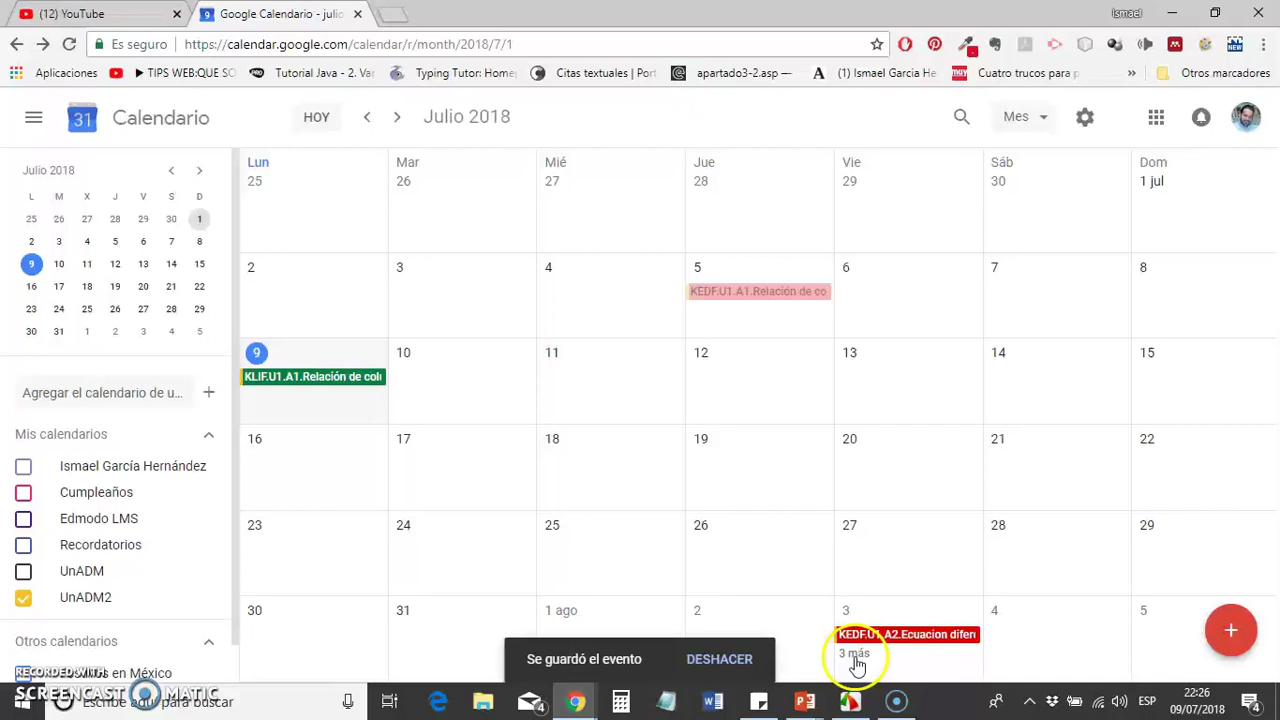 (12) YouTube
Google Calendario - julio
Ismael
Es seguro
https://calendar.google.com/calendar/r/month/2018/7/1
Aplicaciones
TIPS WEB:QUE SO
Tutorial Java - 2. Va
Typing Tutor: Home
Citas textuales | Port
apartado3-2.asp —
(1) Ismael Garcia He
Cuatro trucos para p
»
Otros marcadores
31
Calendario
HOY
Julio 2018
Mes
Julio 2018
L M X J V S D
25 26 27 28 29 30 1
2 3 4 5 6 7 8
9 10 11 12 13 14 15
16 17 18 19 20 21 22
23 24 25 26 27 28 29
30 31 1 2 3 4 5
Agregar el calendario de u...
Mis calendarios
Ismael García Hernández
Cumpleaños
Edmodo LMS
Recordatorios
UnADM
UnADM2
Otros calendarios
en México
Lun Mar Mié Jue Vie Sáb Dom
25 26 27 28 29 30 1 jul
2 3 4 5 6 7 8
KEDF.U1.A1.Relación de co
9 10 11 12 13 14 15
KLIF.U1.A1.Relación de colu
16 17 18 19 20 21 22
23 24 25 26 27 28 29
30 31 1 ago 2 3 4 5
KEDF.U1.A2.Ecuacion difere
3 más
Se guardó el evento
DESHACER
RECORDED WITH
SCREENCAST MATIC
Escribe aquí para buscar
4
ESP
22:26
09/07/2018